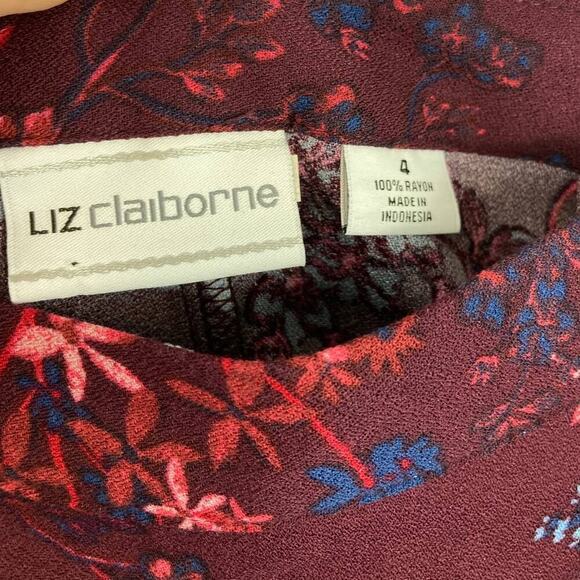 LIZ claiborne
4
100% RAYON
MADE IN
INDONESIA